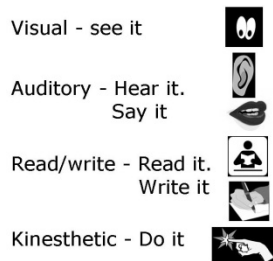 Visual - see it
Auditory - Hear it.
Say it
Read/write - Read it.
Write it
Kinesthetic - Do it